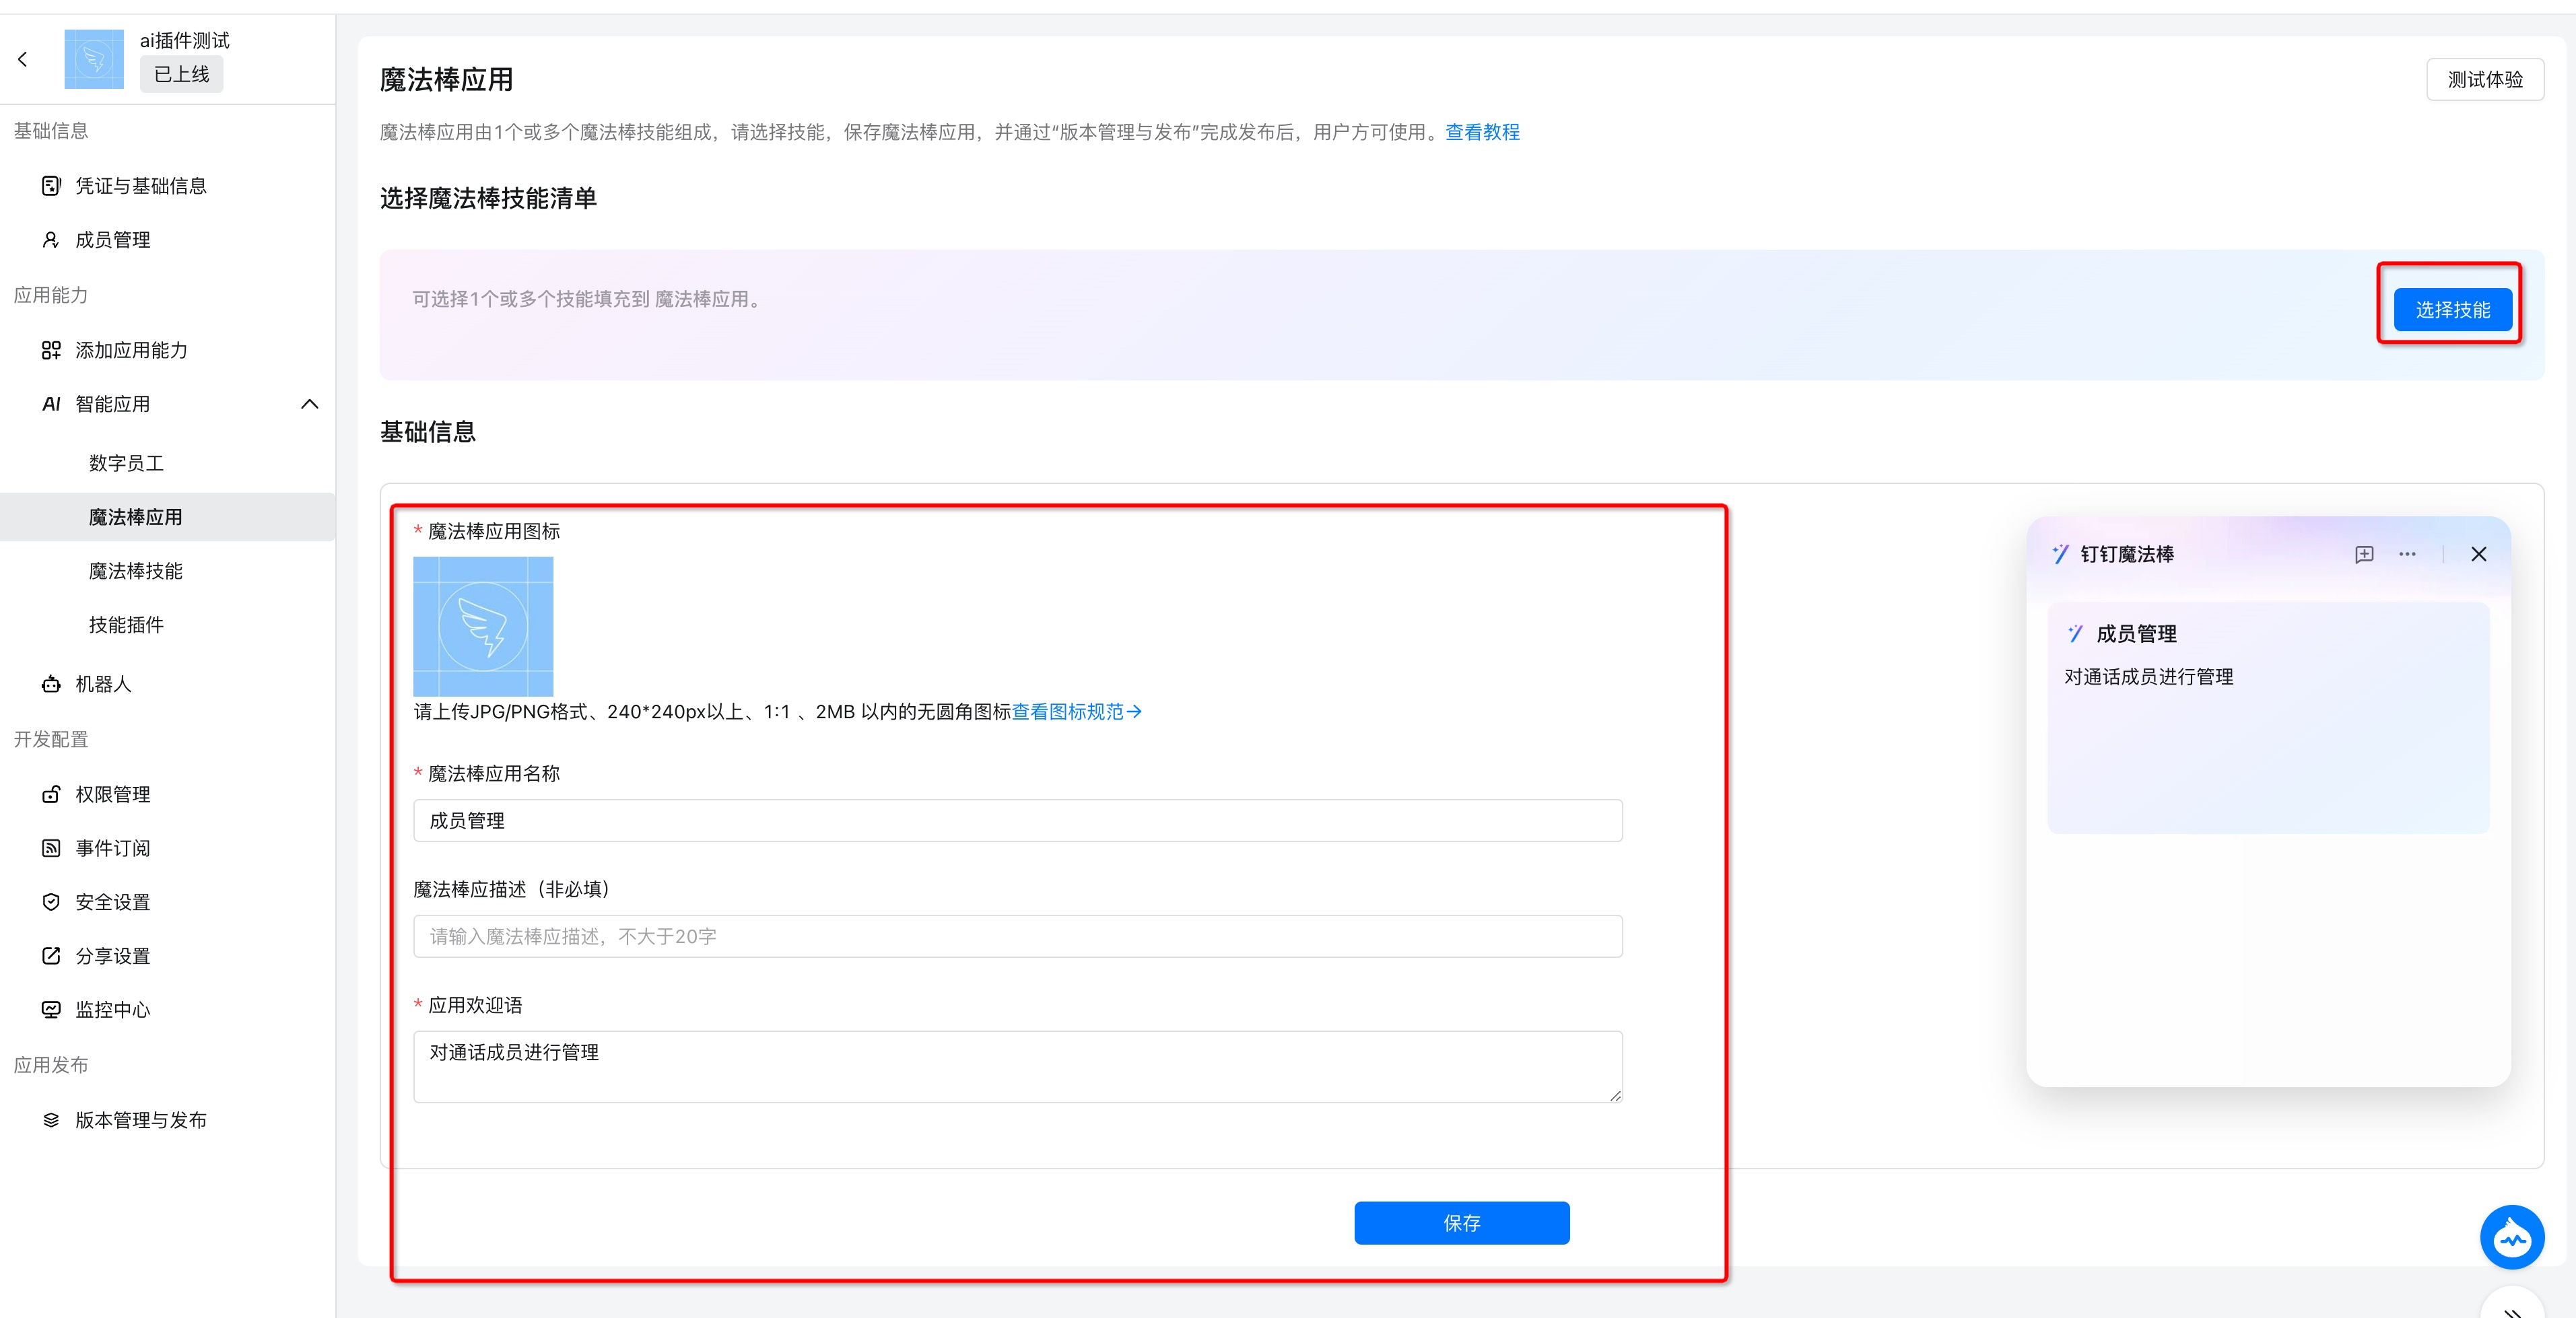 ai插件测试
已上线
基础信息
凭证与基础信息
成员管理
应用能力
添加应用能力
AI 智能应用
数字员工
魔法棒应用
魔法棒技能
技能插件
机器人
开发配置
权限管理
事件订阅
安全设置
分享设置
监控中心
应用发布
版本管理与发布
魔法棒应用
测试体验
魔法棒应用由1个或多个魔法棒技能组成，请选择技能，保存魔法棒应用，并通过“版本管理与发布”完成发布后，用户方可使用。查看教程
选择魔法棒技能清单
可选择1个或多个技能填充到 魔法棒应用。
选择技能
基础信息
* 魔法棒应用图标
请上传JPG/PNG格式、240*240px以上、1:1 、2MB 以内的无圆角图标查看图标规范→
* 魔法棒应用名称
成员管理
魔法棒应描述（非必填）
请输入魔法棒应描述，不大于20字
* 应用欢迎语
对通话成员进行管理
保存
钉钉魔法棒
成员管理
对通话成员进行管理